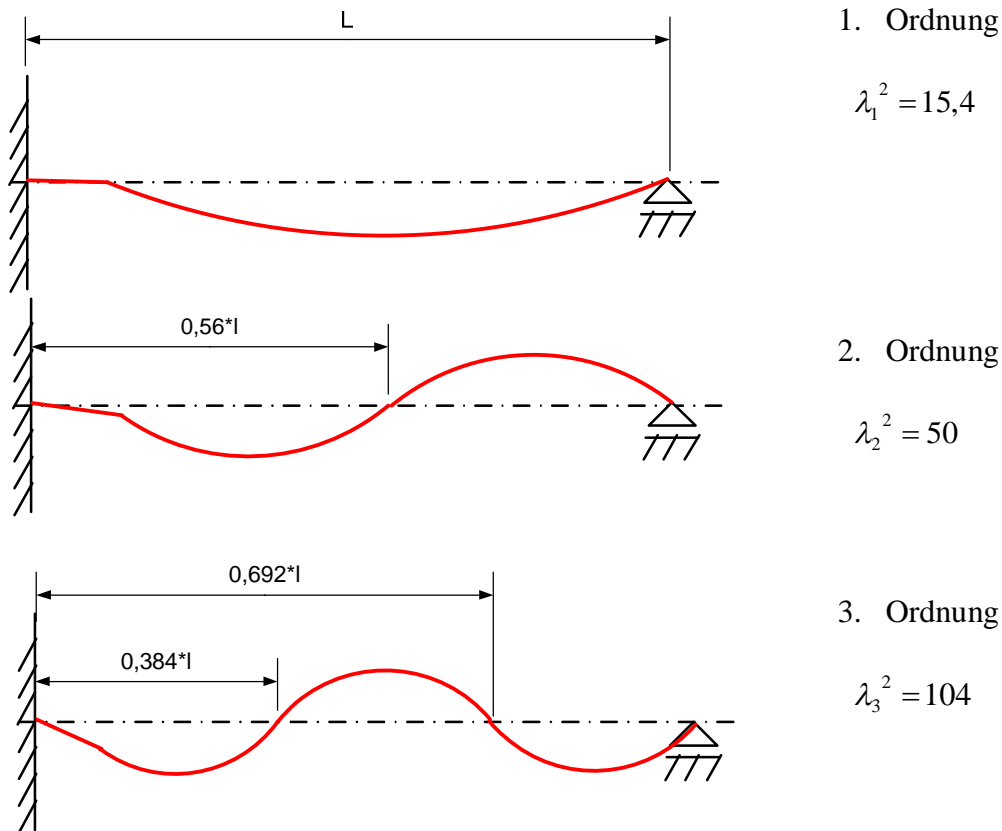 L
1. Ordnung
λ₁² = 15,4
0,56*l
2. Ordnung
λ₂² = 50
0,692*l
0,384*l
3. Ordnung
λ₃² = 104